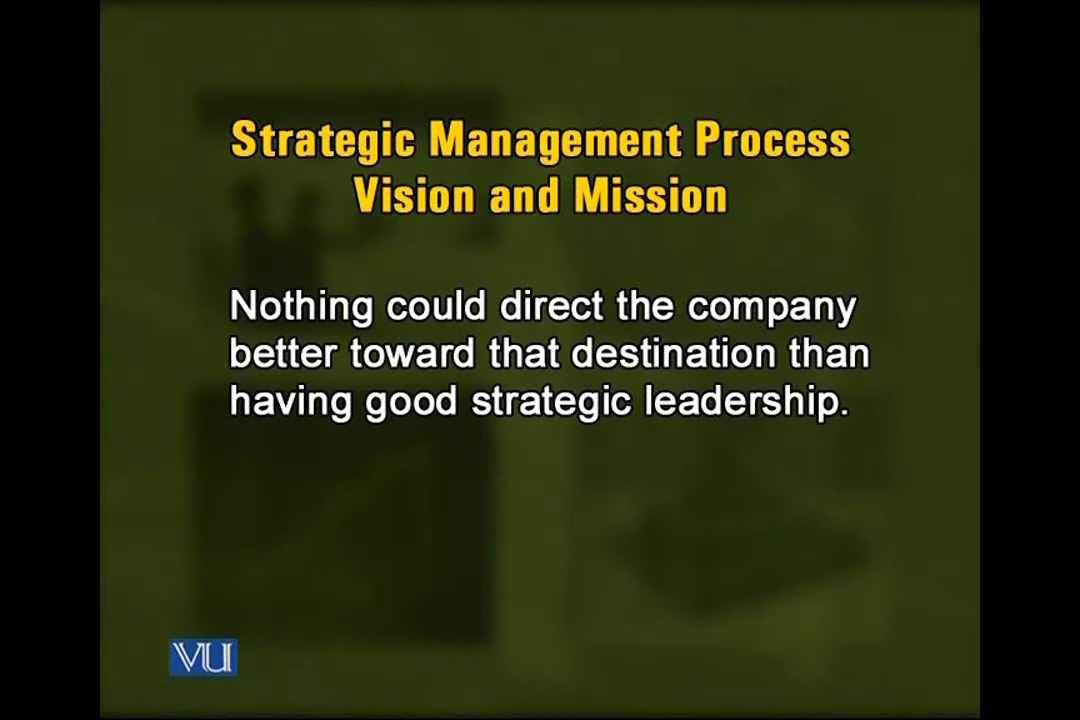 Strategic Management Process
Vision and Mission
Nothing could direct the company
better toward that destination than
having good strategic leadership.
VU